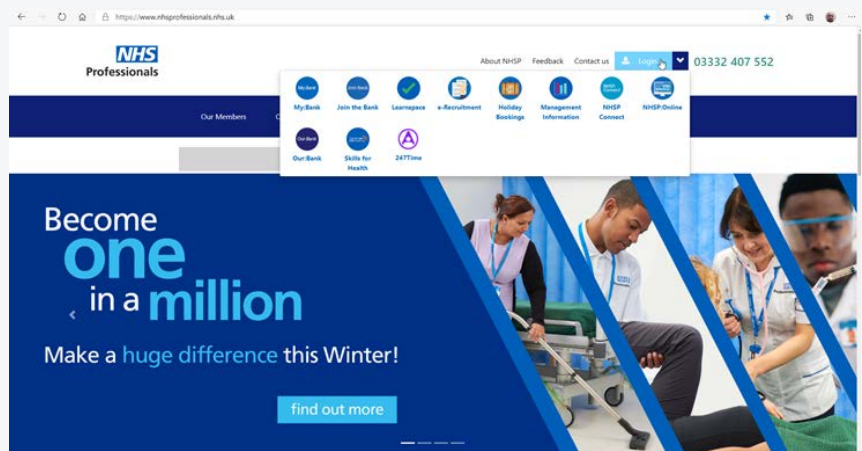 https://www.nhsprofessionals.nhs.uk
NHS
Professionals
About NHSP Feedback Contact us Login 03332 407 552
Our Members
My:Bank
Join the Bank
Learnspace
e-Recruitment
Holiday
Bookings
Management
Information
NHSP
Connect
NHSP:Online
Our:Bank
Skills for
Health
247Time
Become
one
in a million
Make a huge difference this Winter!
find out more